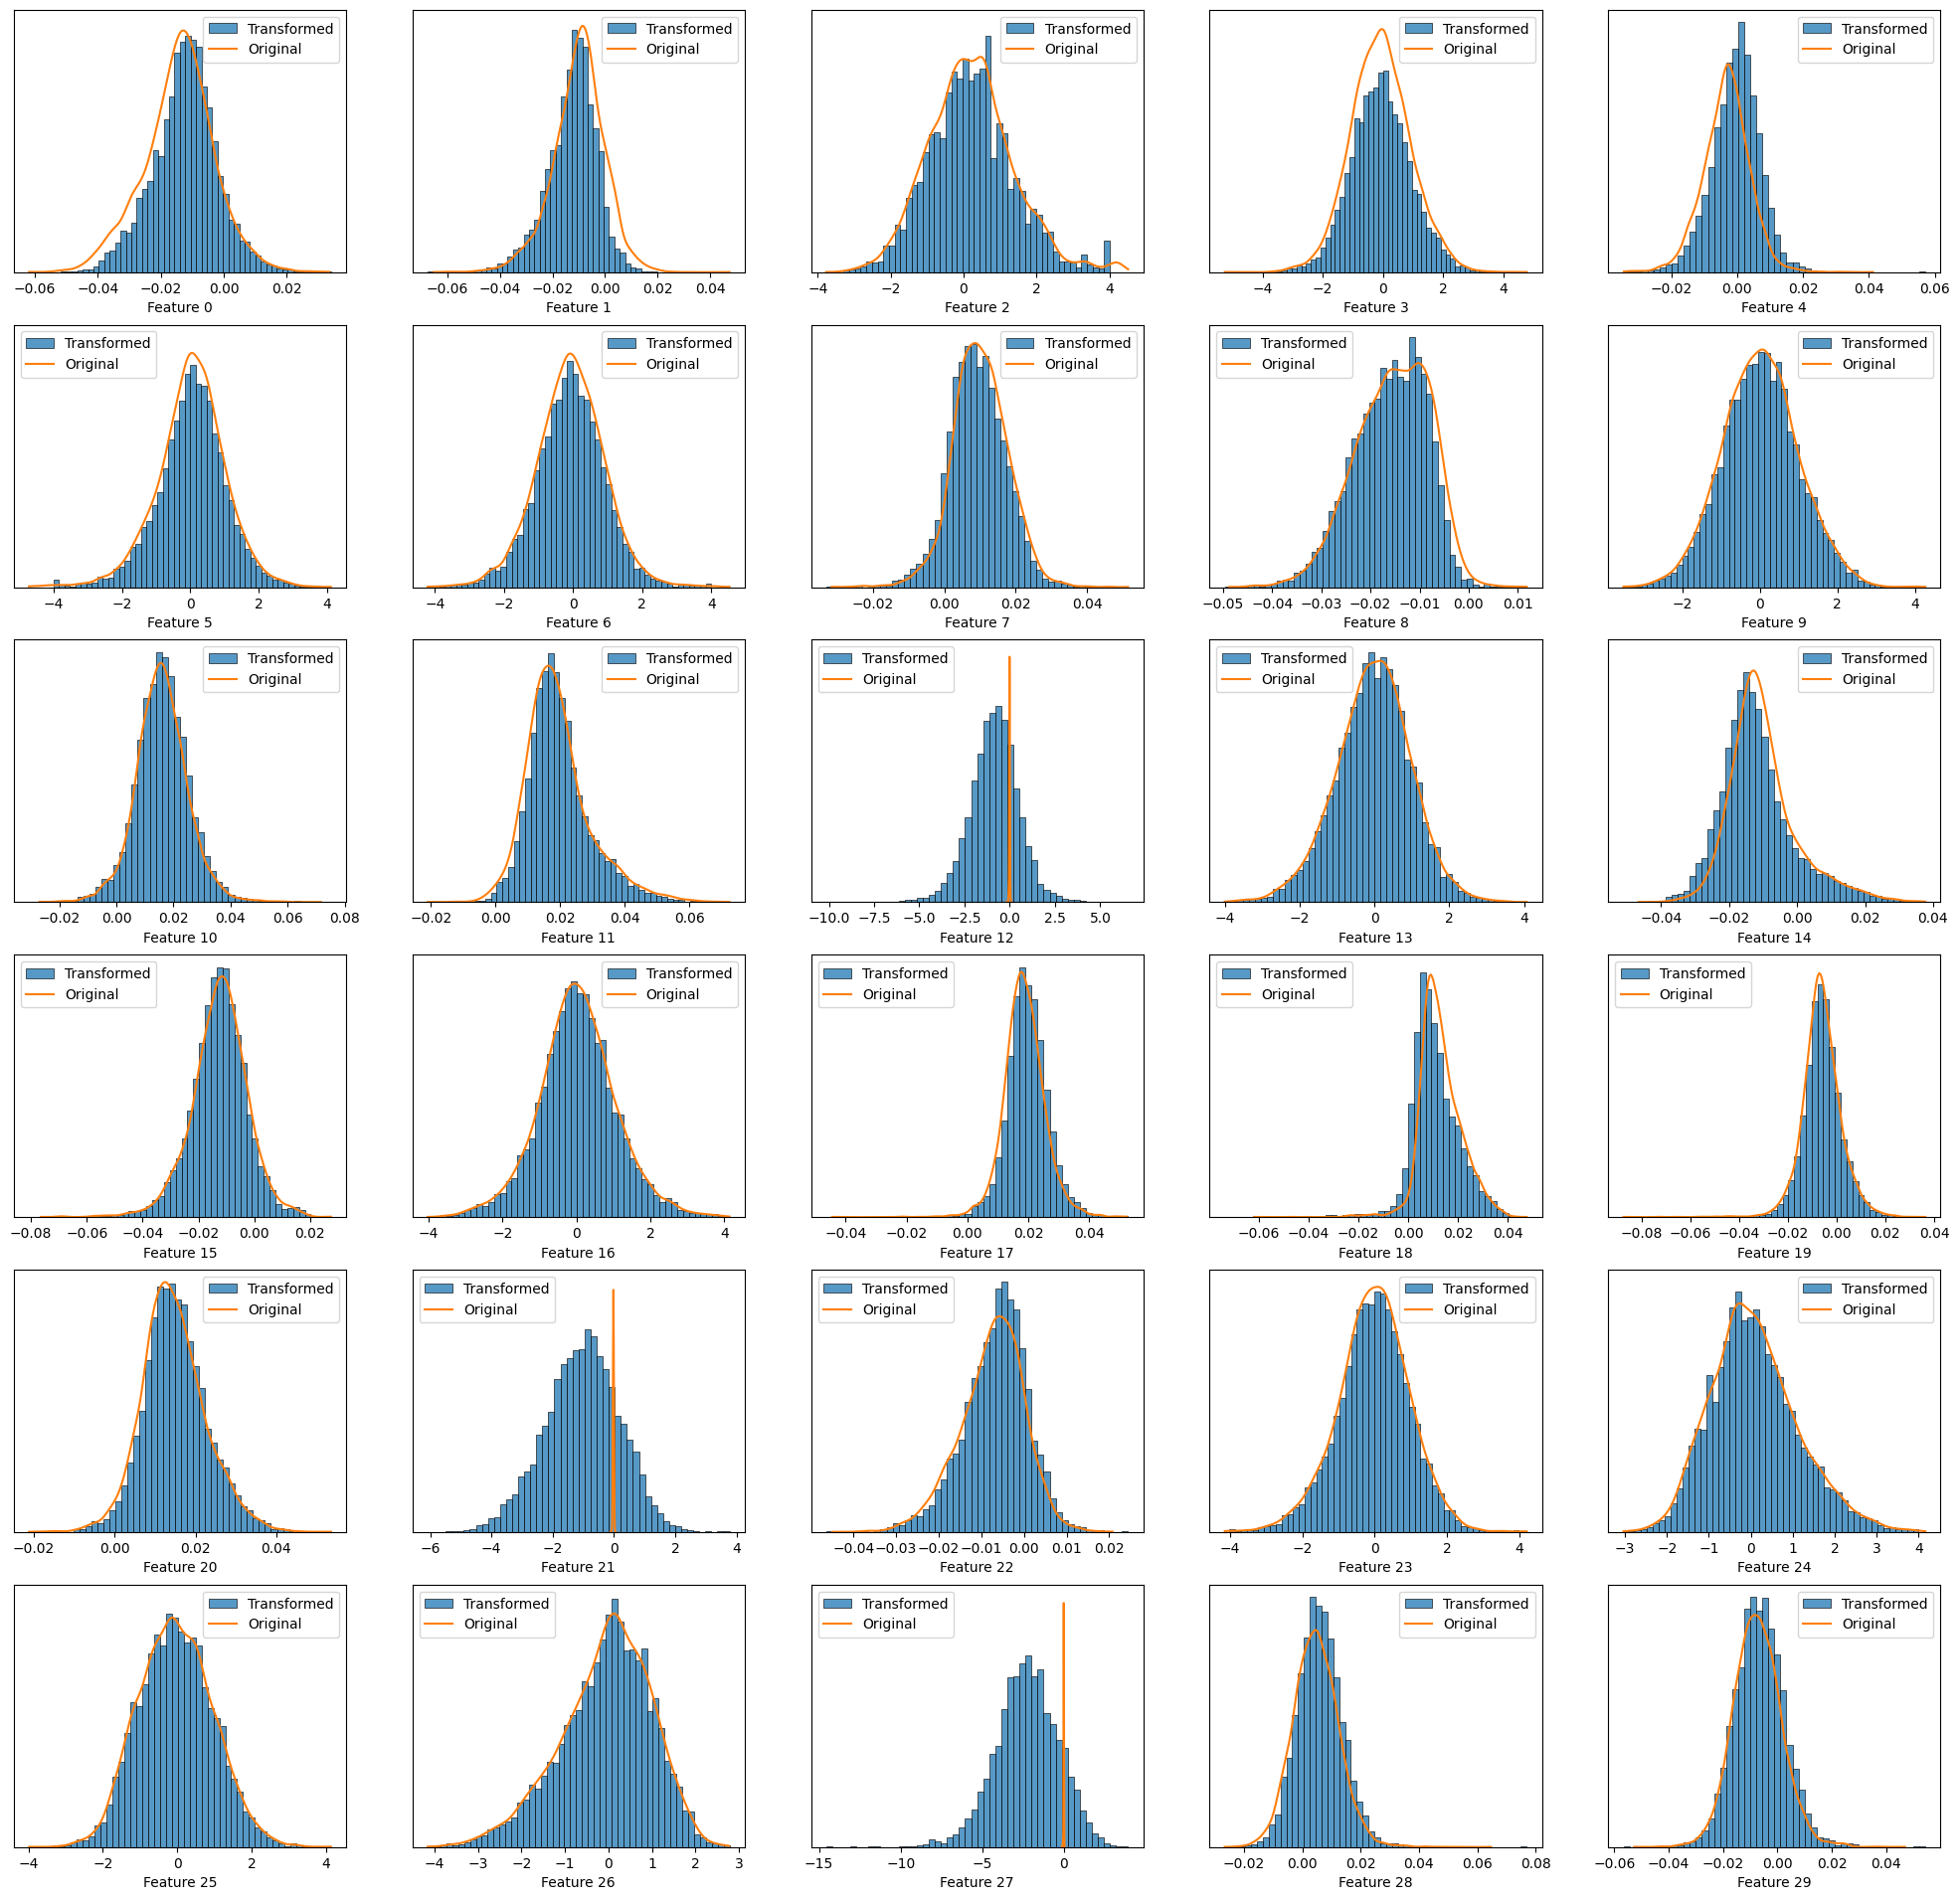 Transformed
Original
−0.06 −0.04 −0.02 0.00 0.02
Feature 0
Transformed
Original
−0.06 −0.04 −0.02 0.00 0.02 0.04
Feature 1
Transformed
Original
−4 −2 0 2 4
Feature 2
Transformed
Original
−4 −2 0 2 4
Feature 3
Transformed
Original
−0.02 0.00 0.02 0.04 0.06
Feature 4
Transformed
Original
−4 −2 0 2 4
Feature 5
Transformed
Original
−4 −2 0 2 4
Feature 6
Transformed
Original
−0.02 0.00 0.02 0.04
Feature 7
Transformed
Original
−0.05 −0.04 −0.03 −0.02 −0.01 0.00 0.01
Feature 8
Transformed
Original
−2 0 2 4
Feature 9
Transformed
Original
−0.02 0.00 0.02 0.04 0.06 0.08
Feature 10
Transformed
Original
−0.02 0.00 0.02 0.04 0.06
Feature 11
Transformed
Original
−10.0 −7.5 −5.0 −2.5 0.0 2.5 5.0
Feature 12
Transformed
Original
−4 −2 0 2 4
Feature 13
Transformed
Original
−0.04 −0.02 0.00 0.02 0.04
Feature 14
Transformed
Original
−0.08 −0.06 −0.04 −0.02 0.00 0.02
Feature 15
Transformed
Original
−4 −2 0 2 4
Feature 16
Transformed
Original
−0.04 −0.02 0.00 0.02 0.04
Feature 17
Transformed
Original
−0.06 −0.04 −0.02 0.00 0.02 0.04
Feature 18
Transformed
Original
−0.08 −0.06 −0.04 −0.02 0.00 0.02 0.04
Feature 19
Transformed
Original
−0.02 0.00 0.02 0.04
Feature 20
Transformed
Original
−6 −4 −2 0 2 4
Feature 21
Transformed
Original
−0.04 −0.03 −0.02 −0.01 0.00 0.01 0.02
Feature 22
Transformed
Original
−4 −2 0 2 4
Feature 23
Transformed
Original
−3 −2 −1 0 1 2 3 4
Feature 24
Transformed
Original
−4 −2 0 2 4
Feature 25
Transformed
Original
−4 −3 −2 −1 0 1 2 3
Feature 26
Transformed
Original
−15 −10 −5 0
Feature 27
Transformed
Original
−0.02 0.00 0.02 0.04 0.06 0.08
Feature 28
Transformed
Original
−0.06 −0.04 −0.02 0.00 0.02 0.04
Feature 29